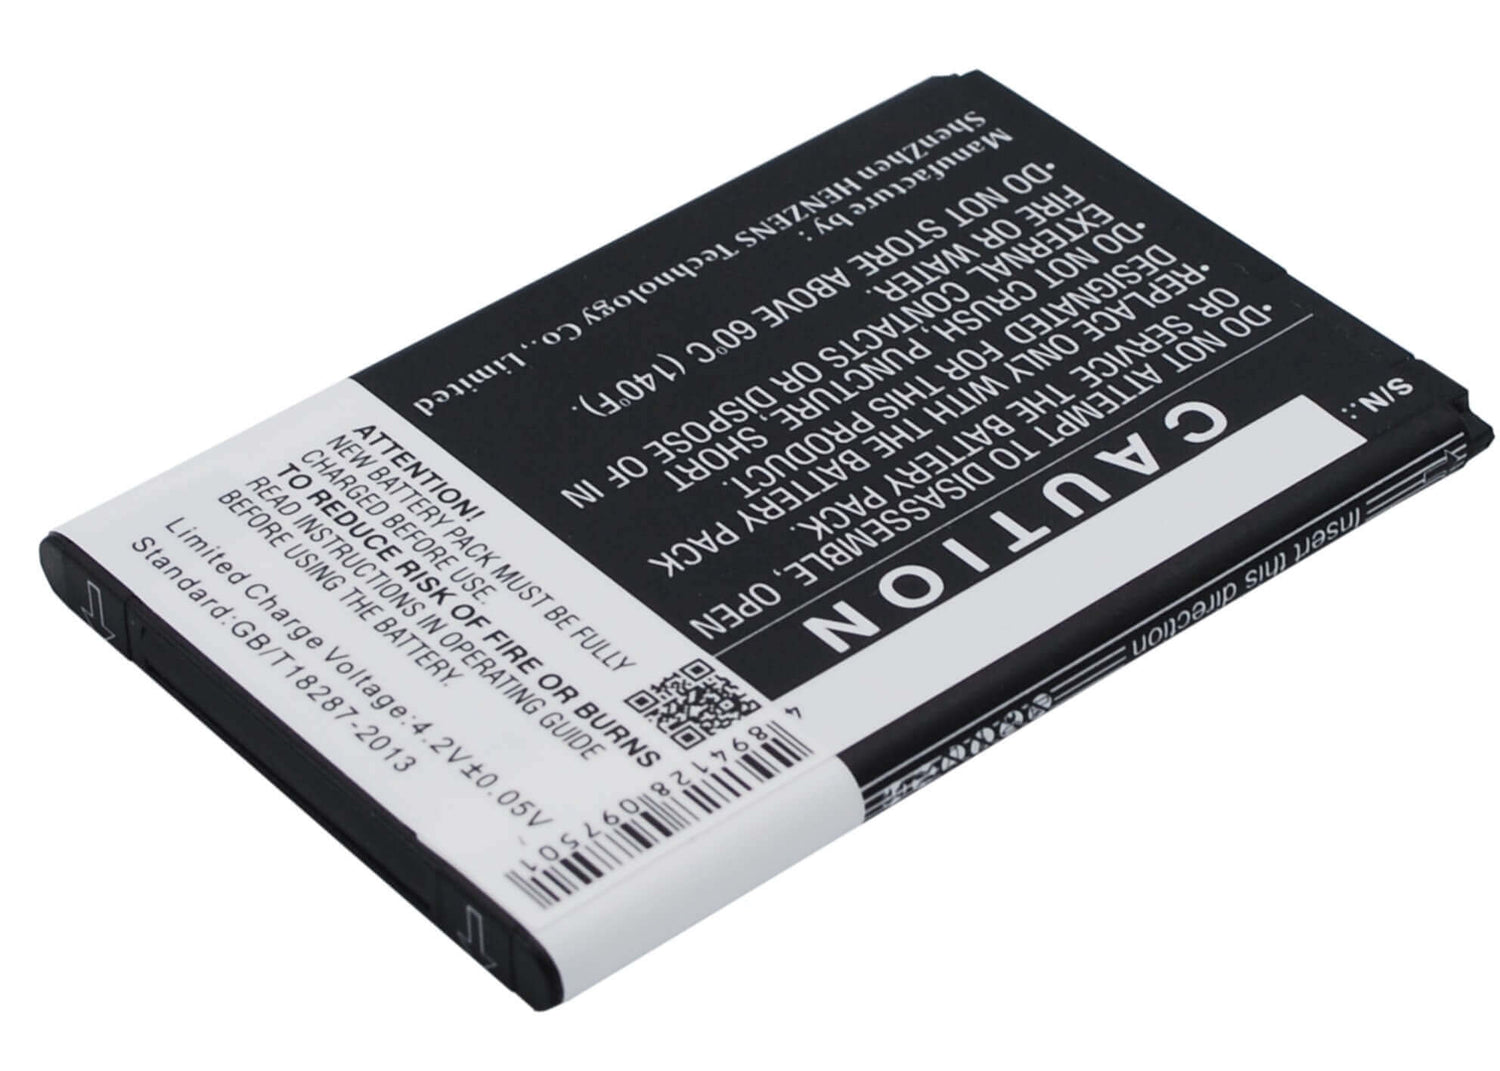 S/N.:
CAUTION
•DO NOT ATTEMPT TO DISASSEMBLE, OPEN
OR SERVICE THE BATTERY PACK.
•REPLACE ONLY WITH THE BATTERY PACK
DESIGNATED FOR THIS PRODUCT.
•DO NOT CRUSH, PUNCTURE, SHORT
EXTERNAL CONTACTS OR DISPOSE OF IN
FIRE OR WATER.
•DO NOT STORE ABOVE 60°C (140°F).
Manufacture by :
ShenZhen HENZENS Technology Co., Limited
ATTENTION!
NEW BATTERY PACK MUST BE FULLY
CHARGED BEFORE USE.
TO REDUCE RISK OF FIRE OR BURNS
READ INSTRUCTIONS IN OPERATING GUIDE
BEFORE USING THE BATTERY.
Limited Charge Voltage:4.2V±0.05V
Standard:GB/T18287-2013
4 894128 097501
Insert this direction